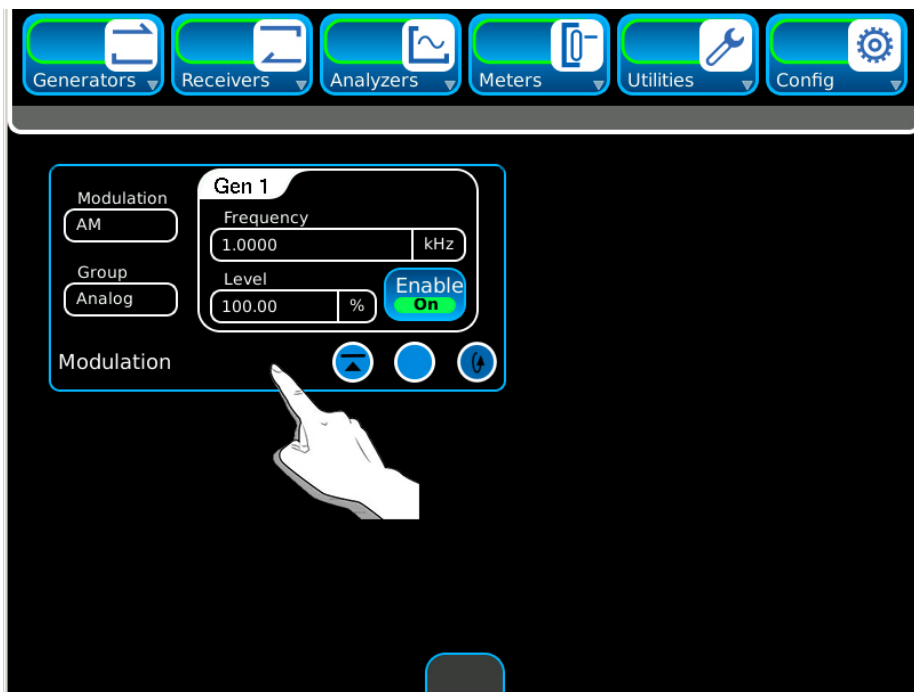 Generators Receivers Analyzers Meters Utilities Config
Gen 1
Modulation
AM
Frequency
1.0000 kHz
Group
Analog
Level
100.00 %
Enable
On
Modulation